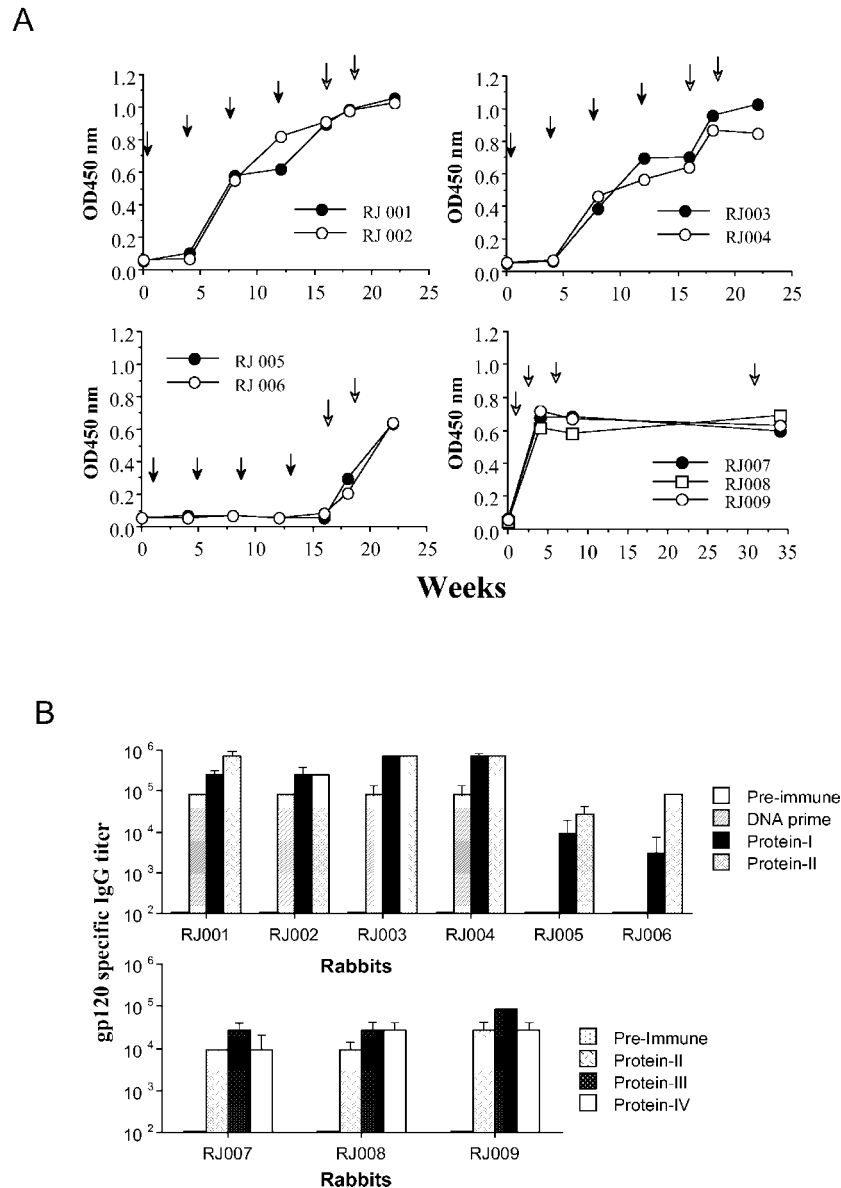 A
1.2
1.0
0.8
0.6
0.4
0.2
0.0
OD450 nm
RJ 001
RJ 002
0 5 10 15 20 25
1.2
1.0
0.8
0.6
0.4
0.2
0.0
OD450 nm
RJ003
RJ004
0 5 10 15 20 25
1.2
1.0
0.8
0.6
0.4
0.2
0.0
OD450 nm
RJ 005
RJ 006
0 5 10 15 20 25
1.2
1.0
0.8
0.6
0.4
0.2
0.0
OD450 nm
RJ007
RJ008
RJ009
0 5 10 15 20 25 30 35
Weeks
B
gp120 specific IgG titer
10⁶
10⁵
10⁴
10³
10²
RJ001 RJ002 RJ003 RJ004 RJ005 RJ006
Rabbits
Pre-immune
DNA prime
Protein-I
Protein-II
10⁶
10⁵
10⁴
10³
10²
RJ007 RJ008 RJ009
Rabbits
Pre-Immune
Protein-II
Protein-III
Protein-IV